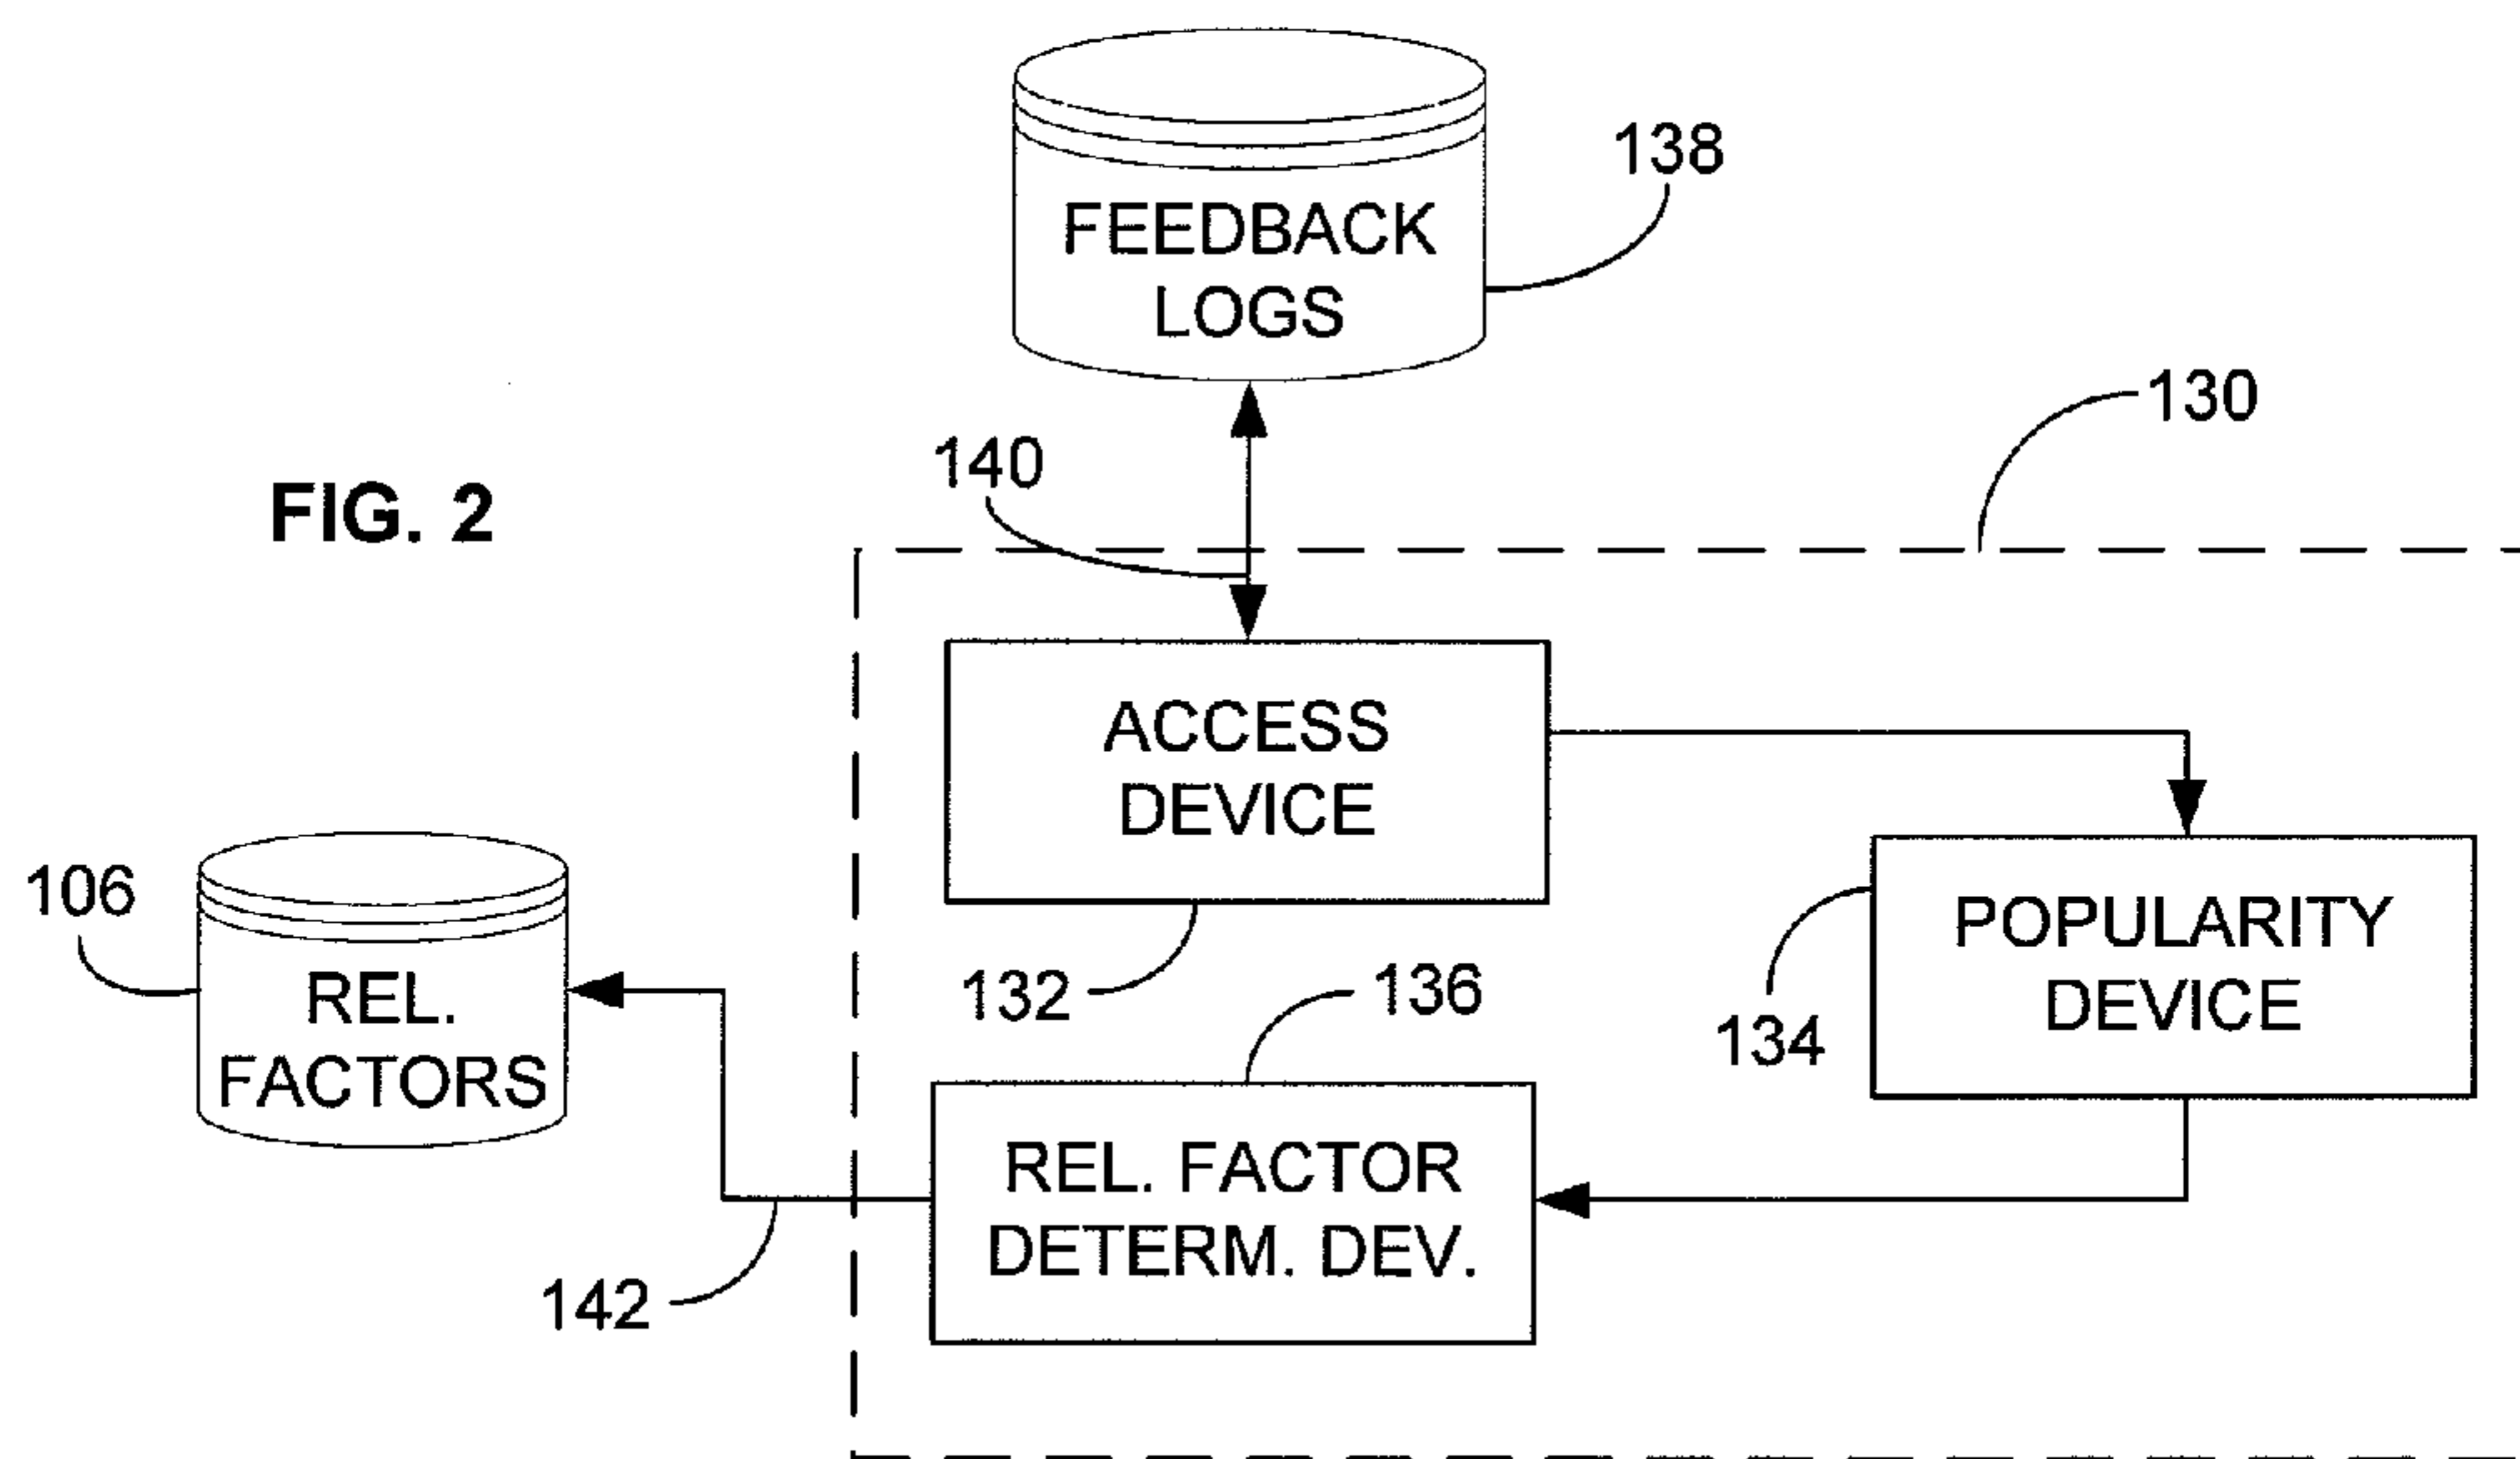 FEEDBACK
LOGS
138
130
140
FIG. 2
ACCESS
DEVICE
106
POPULARITY
DEVICE
REL.
FACTORS
132
136
134
REL. FACTOR
DETERM. DEV.
142